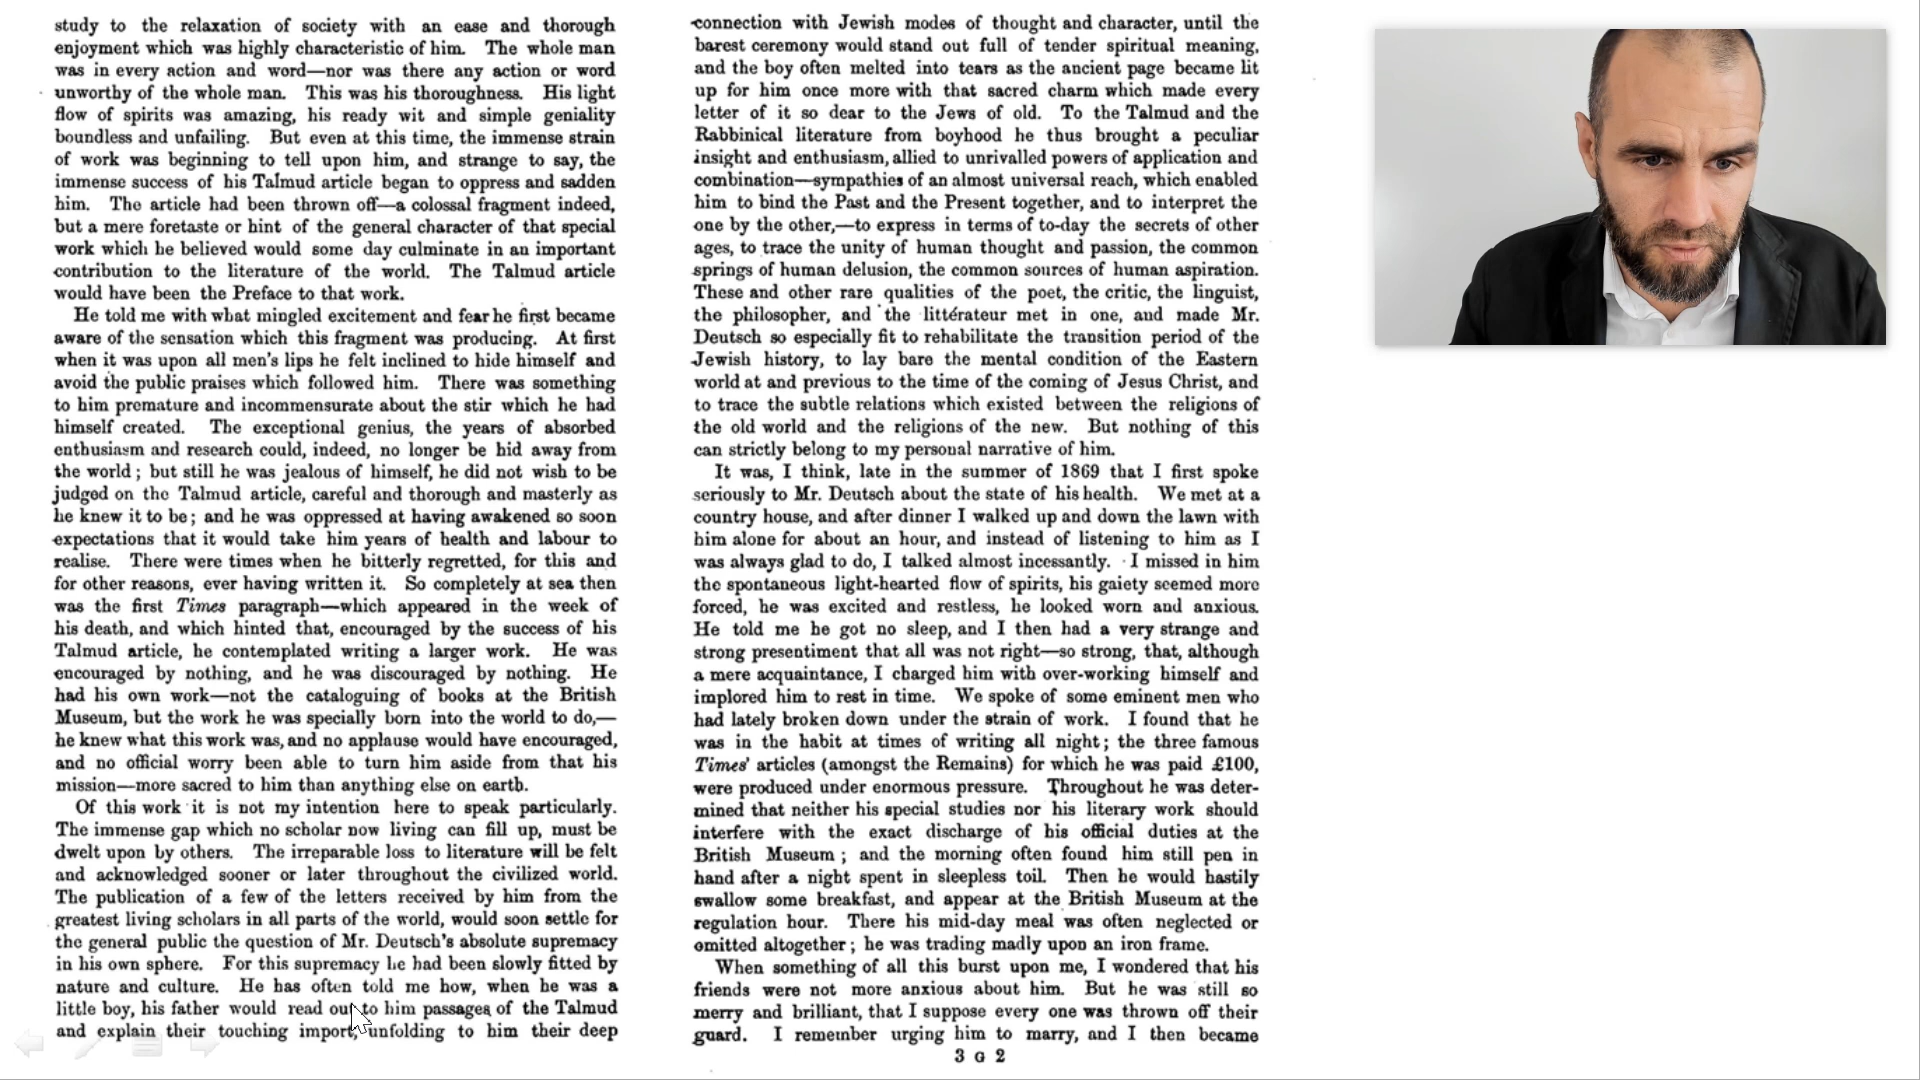 study to the relaxation of society with an ease and thorough
enjoyment which was highly characteristic of him. The whole man
was in every action and word—nor was there any action or word
unworthy of the whole man. This was his thoroughness. His light
flow of spirits was amazing, his ready wit and simple geniality
boundless and unfailing. But even at this time, the immense strain
of work was beginning to tell upon him, and strange to say, the
immense success of his Talmud article began to oppress and sadden
him. The article had been thrown off—a colossal fragment indeed,
but a mere foretaste or hint of the general character of that special
work which he believed would some day culminate in an important
contribution to the literature of the world. The Talmud article
would have been the Preface to that work.
He told me with what mingled excitement and fear he first became
aware of the sensation which this fragment was producing. At first
when it was upon all men's lips he felt inclined to hide himself and
avoid the public praises which followed him. There was something
to him premature and incommensurate about the stir which he had
himself created. The exceptional genius, the years of absorbed
enthusiasm and research could, indeed, no longer be hid away from
the world; but still he was jealous of himself, he did not wish to be
judged on the Talmud article, careful and thorough and masterly as
he knew it to be; and he was oppressed at having awakened so soon
expectations that it would take him years of health and labour to
realise. There were times when he bitterly regretted, for this and
for other reasons, ever having written it. So completely at sea then
was the first Times paragraph—which appeared in the week of
his death, and which hinted that, encouraged by the success of his
Talmud article, he contemplated writing a larger work. He was
encouraged by nothing, and he was discouraged by nothing. He
had his own work—not the cataloguing of books at the British
Museum, but the work he was specially born into the world to do,—
he knew what this work was, and no applause would have encouraged,
and no official worry been able to turn him aside from that his
mission—more sacred to him than anything else on earth.
Of this work it is not my intention here to speak particularly.
The immense gap which no scholar now living can fill up, must be
dwelt upon by others. The irreparable loss to literature will be felt
and acknowledged sooner or later throughout the civilized world.
The publication of a few of the letters received by him from the
greatest living scholars in all parts of the world, would soon settle for
the general public the question of Mr. Deutsch's absolute supremacy
in his own sphere. For this supremacy he had been slowly fitted by
nature and culture. He has often told me how, when he was a
little boy, his father would read out to him passages of the Talmud
and explain their touching import, unfolding to him their deep
connection with Jewish modes of thought and character, until the
barest ceremony would stand out full of tender spiritual meaning,
and the boy often melted into tears as the ancient page became lit
up for him once more with that sacred charm which made every
letter of it so dear to the Jews of old. To the Talmud and the
Rabbinical literature from boyhood he thus brought a peculiar
insight and enthusiasm, allied to unrivalled powers of application and
combination—sympathies of an almost universal reach, which enabled
him to bind the Past and the Present together, and to interpret the
one by the other,—to express in terms of to-day the secrets of other
ages, to trace the unity of human thought and passion, the common
springs of human delusion, the common sources of human aspiration.
These and other rare qualities of the poet, the critic, the linguist,
the philosopher, and the littérateur met in one, and made Mr.
Deutsch so especially fit to rehabilitate the transition period of the
Jewish history, to lay bare the mental condition of the Eastern
world at and previous to the time of the coming of Jesus Christ, and
to trace the subtle relations which existed between the religions of
the old world and the religions of the new. But nothing of this
can strictly belong to my personal narrative of him.
It was, I think, late in the summer of 1869 that I first spoke
seriously to Mr. Deutsch about the state of his health. We met at a
country house, and after dinner I walked up and down the lawn with
him alone for about an hour, and instead of listening to him as I
was always glad to do, I talked almost incessantly. I missed in him
the spontaneous light-hearted flow of spirits, his gaiety seemed more
forced, he was excited and restless, he looked worn and anxious.
He told me he got no sleep, and I then had a very strange and
strong presentiment that all was not right—so strong, that, although
a mere acquaintance, I charged him with over-working himself and
implored him to rest in time. We spoke of some eminent men who
had lately broken down under the strain of work. I found that he
was in the habit at times of writing all night; the three famous
Times' articles (amongst the Remains) for which he was paid £100,
were produced under enormous pressure. Throughout he was deter-
mined that neither his special studies nor his literary work should
interfere with the exact discharge of his official duties at the
British Museum; and the morning often found him still pen in
hand after a night spent in sleepless toil. Then he would hastily
swallow some breakfast, and appear at the British Museum at the
regulation hour. There his mid-day meal was often neglected or
omitted altogether; he was trading madly upon an iron frame.
When something of all this burst upon me, I wondered that his
friends were not more anxious about him. But he was still so
merry and brilliant, that I suppose every one was thrown off their
guard. I remember urging him to marry, and I then became
3 G 2